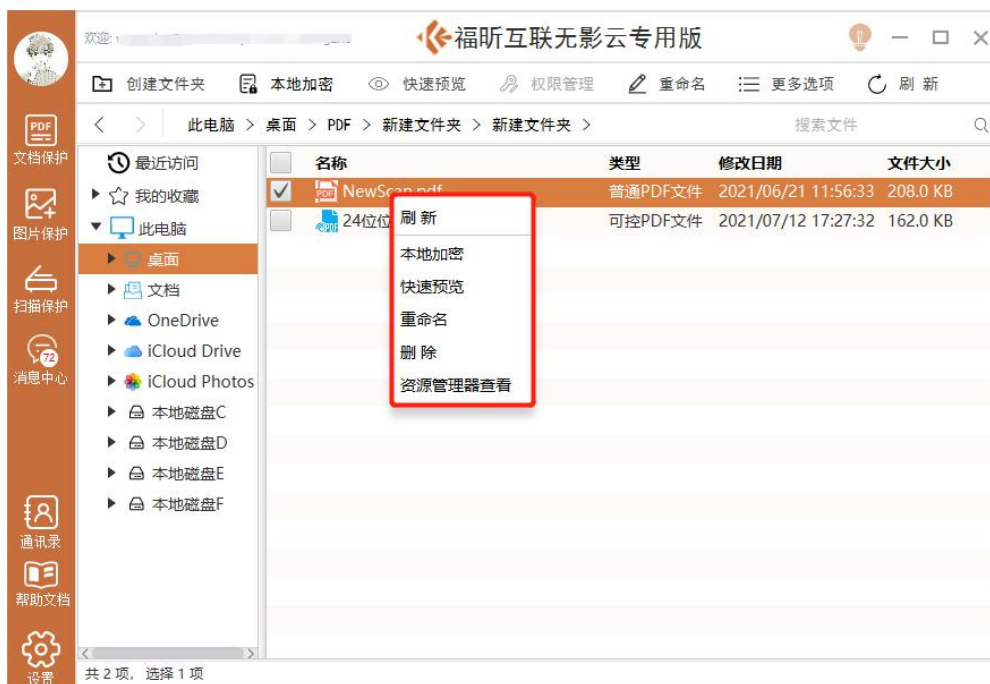 欢迎:
福昕互联无影云专用版
创建文件夹 本地加密 快速预览 权限管理 重命名 更多选项 刷 新
此电脑 > 桌面 > PDF > 新建文件夹 > 新建文件夹 >
搜索文件
PDF
文档保护
图片保护
扫描保护
72
消息中心
通讯录
帮助文档
设置
最近访问
我的收藏
此电脑
桌面
文档
OneDrive
iCloud Drive
iCloud Photos
本地磁盘C
本地磁盘D
本地磁盘E
本地磁盘F
名称 类型 修改日期 文件大小
PDF NewScan.pdf 普通PDF文件 2021/06/21 11:56:33 208.0 KB
cPDF 24位位 可控PDF文件 2021/07/12 17:27:32 162.0 KB
刷 新
本地加密
快速预览
重命名
删 除
资源管理器查看
共 2 项, 选择 1 项